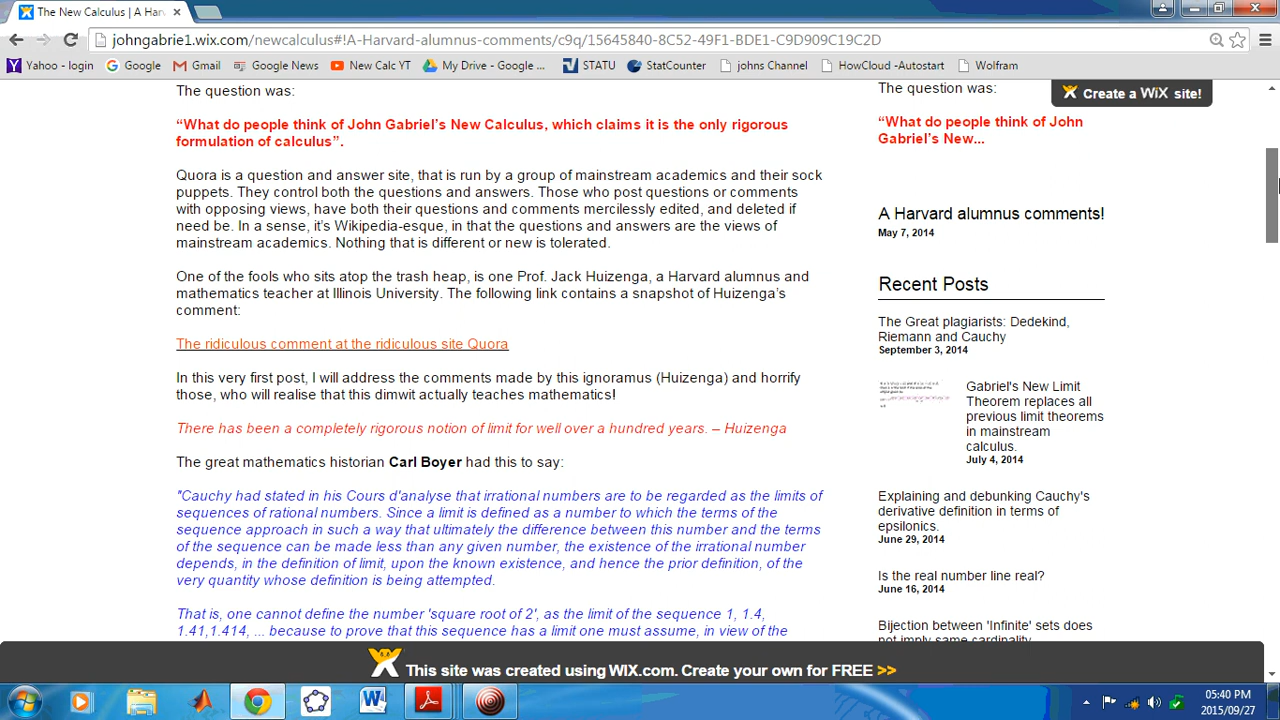 The New Calculus | A Har
johngabrie1.wix.com/newcalculus#!A-Harvard-alumnus-comments/c9q/15645840-8C52-49F1-BDE1-C9D909C19C2D
Yahoo - login
Google
Gmail
Google News
New Calc YT
My Drive - Google ...
STATU
StatCounter
johns Channel
HowCloud -Autostart
Wolfram
Create a WiX site!
The question was:
“What do people think of John Gabriel’s New Calculus, which claims it is the only rigorous
formulation of calculus”.
Quora is a question and answer site, that is run by a group of mainstream academics and their sock
puppets. They control both the questions and answers. Those who post questions or comments
with opposing views, have both their questions and comments mercilessly edited, and deleted if
need be. In a sense, it’s Wikipedia-esque, in that the questions and answers are the views of
mainstream academics. Nothing that is different or new is tolerated.
One of the fools who sits atop the trash heap, is one Prof. Jack Huizenga, a Harvard alumnus and
mathematics teacher at Illinois University. The following link contains a snapshot of Huizenga’s
comment:
The ridiculous comment at the ridiculous site Quora
In this very first post, I will address the comments made by this ignoramus (Huizenga) and horrify
those, who will realise that this dimwit actually teaches mathematics!
There has been a completely rigorous notion of limit for well over a hundred years. – Huizenga
The great mathematics historian Carl Boyer had this to say:
"Cauchy had stated in his Cours d'analyse that irrational numbers are to be regarded as the limits of
sequences of rational numbers. Since a limit is defined as a number to which the terms of the
sequence approach in such a way that ultimately the difference between this number and the terms
of the sequence can be made less than any given number, the existence of the irrational number
depends, in the definition of limit, upon the known existence, and hence the prior definition, of the
very quantity whose definition is being attempted.
That is, one cannot define the number 'square root of 2', as the limit of the sequence 1, 1.4,
1.41,1.414, ... because to prove that this sequence has a limit one must assume, in view of the
The question was:
“What do people think of John
Gabriel’s New...
A Harvard alumnus comments!
May 7, 2014
Recent Posts
The Great plagiarists: Dedekind,
Riemann and Cauchy
September 3, 2014
Gabriel's New Limit
Theorem replaces all
previous limit theorems
in mainstream
calculus.
July 4, 2014
Explaining and debunking Cauchy's
derivative definition in terms of
epsilonics.
June 29, 2014
Is the real number line real?
June 16, 2014
Bijection between 'Infinite' sets does
not imply same cardinality
This site was created using WIX.com. Create your own for FREE >>
05:40 PM
2015/09/27